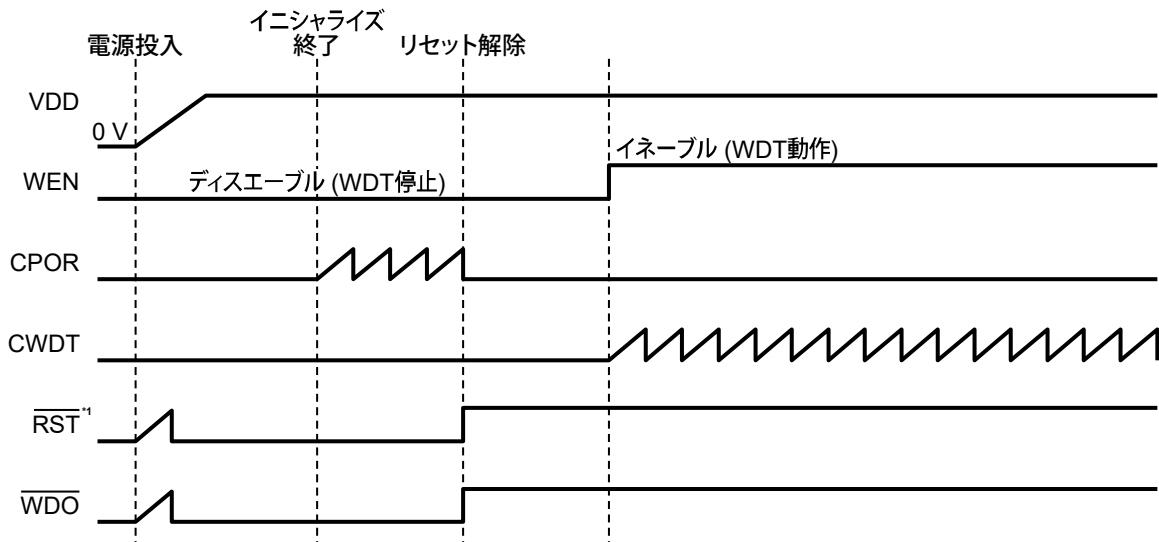 イニシャライズ
電源投入 終了 リセット解除
VDD
0 V
イネーブル (WDT動作)
WEN ディスエーブル (WDT停止)
CPOR
CWDT
RST*1
WDO